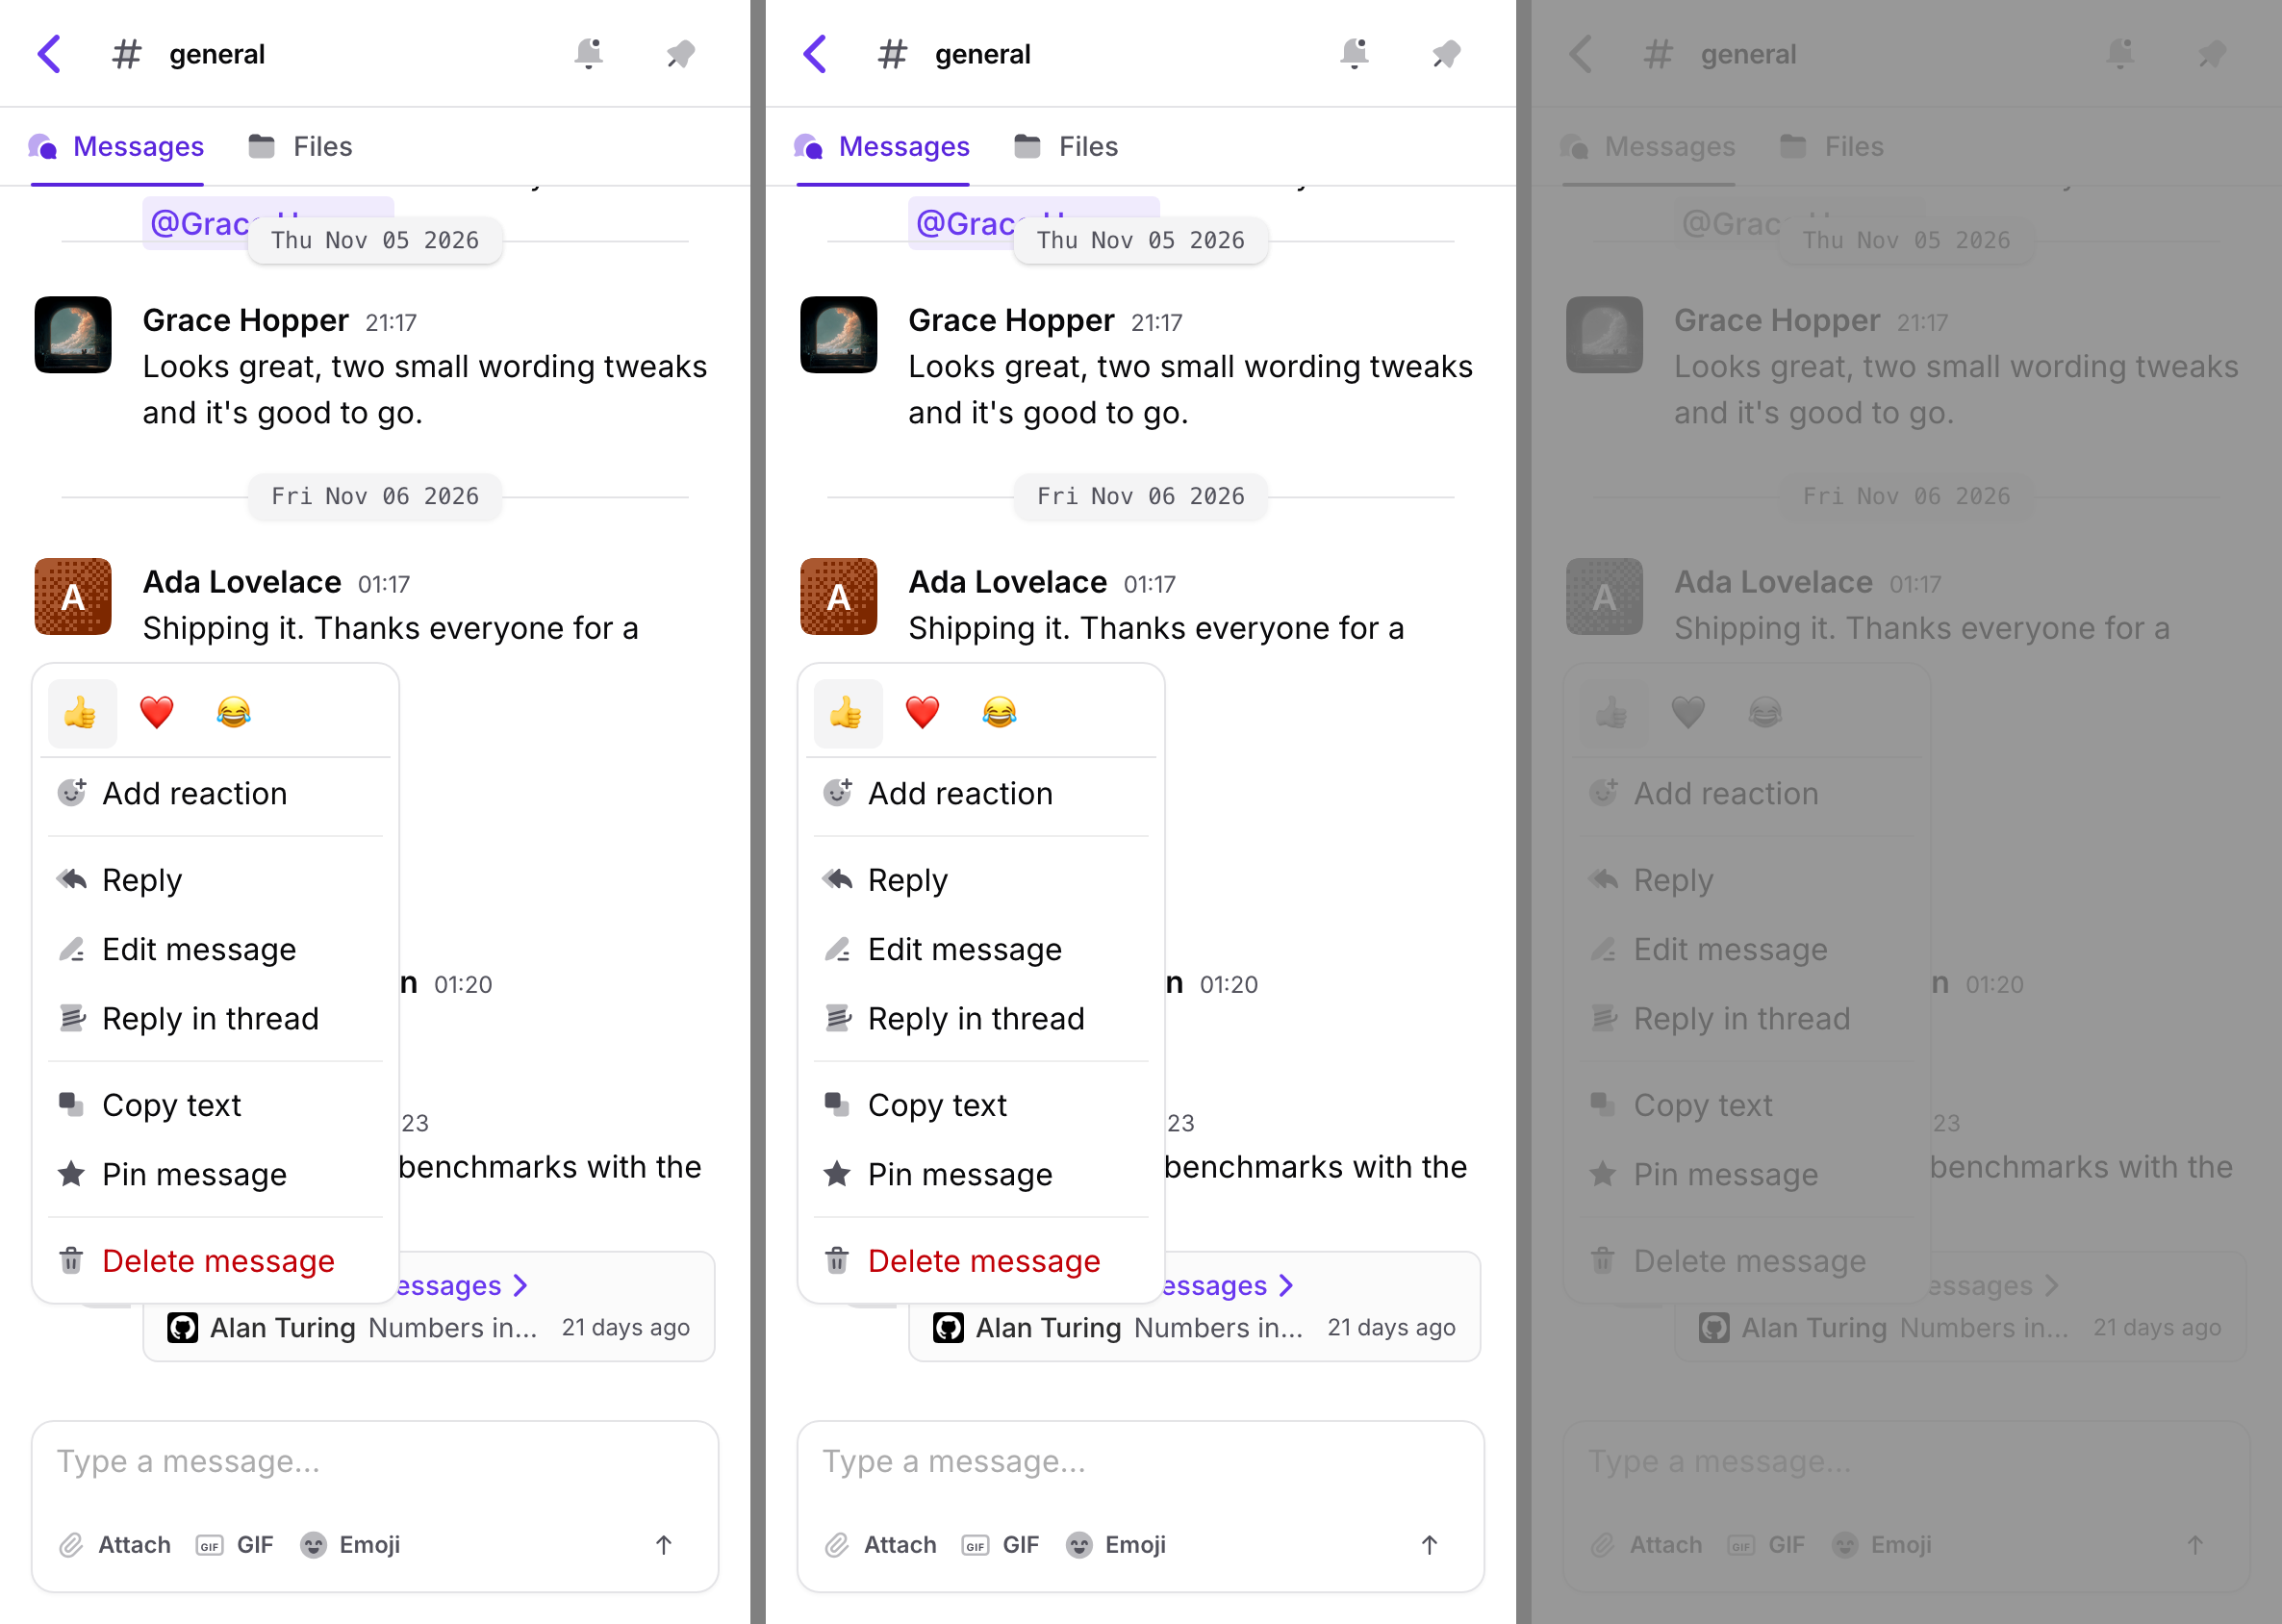 general
Messages
Files
Thu Nov 05 2026
Grace Hopper 21:17
Looks great, two small wording tweaks
and it's good to go.
Fri Nov 06 2026
A
Ada Lovelace 01:17
Shipping it. Thanks everyone for a
Add reaction
Reply
Edit message
n 01:20
Reply in thread
Copy text
23
benchmarks with the
Pin message
Delete message
essages
Alan Turing Numbers in... 21 days ago
Type a message...
Attach
GIF GIF
Emoji
general
Messages
Files
Thu Nov 05 2026
Grace Hopper 21:17
Looks great, two small wording tweaks
and it's good to go.
Fri Nov 06 2026
A
Ada Lovelace 01:17
Shipping it. Thanks everyone for a
Add reaction
Reply
Edit message
n 01:20
Reply in thread
Copy text
23
benchmarks with the
Pin message
Delete message
essages
Alan Turing Numbers in... 21 days ago
Type a message...
Attach
GIF GIF
Emoji
general
Messages
Files
Thu Nov 05 2026
Grace Hopper 21:17
Looks great, two small wording tweaks
and it's good to go.
Fri Nov 06 2026
A
Ada Lovelace 01:17
Shipping it. Thanks everyone for a
Add reaction
Reply
Edit message
n 01:20
Reply in thread
Copy text
23
benchmarks with the
Pin message
Delete message
essages
Alan Turing Numbers in... 21 days ago
Type a message...
Attach
GIF GIF
Emoji